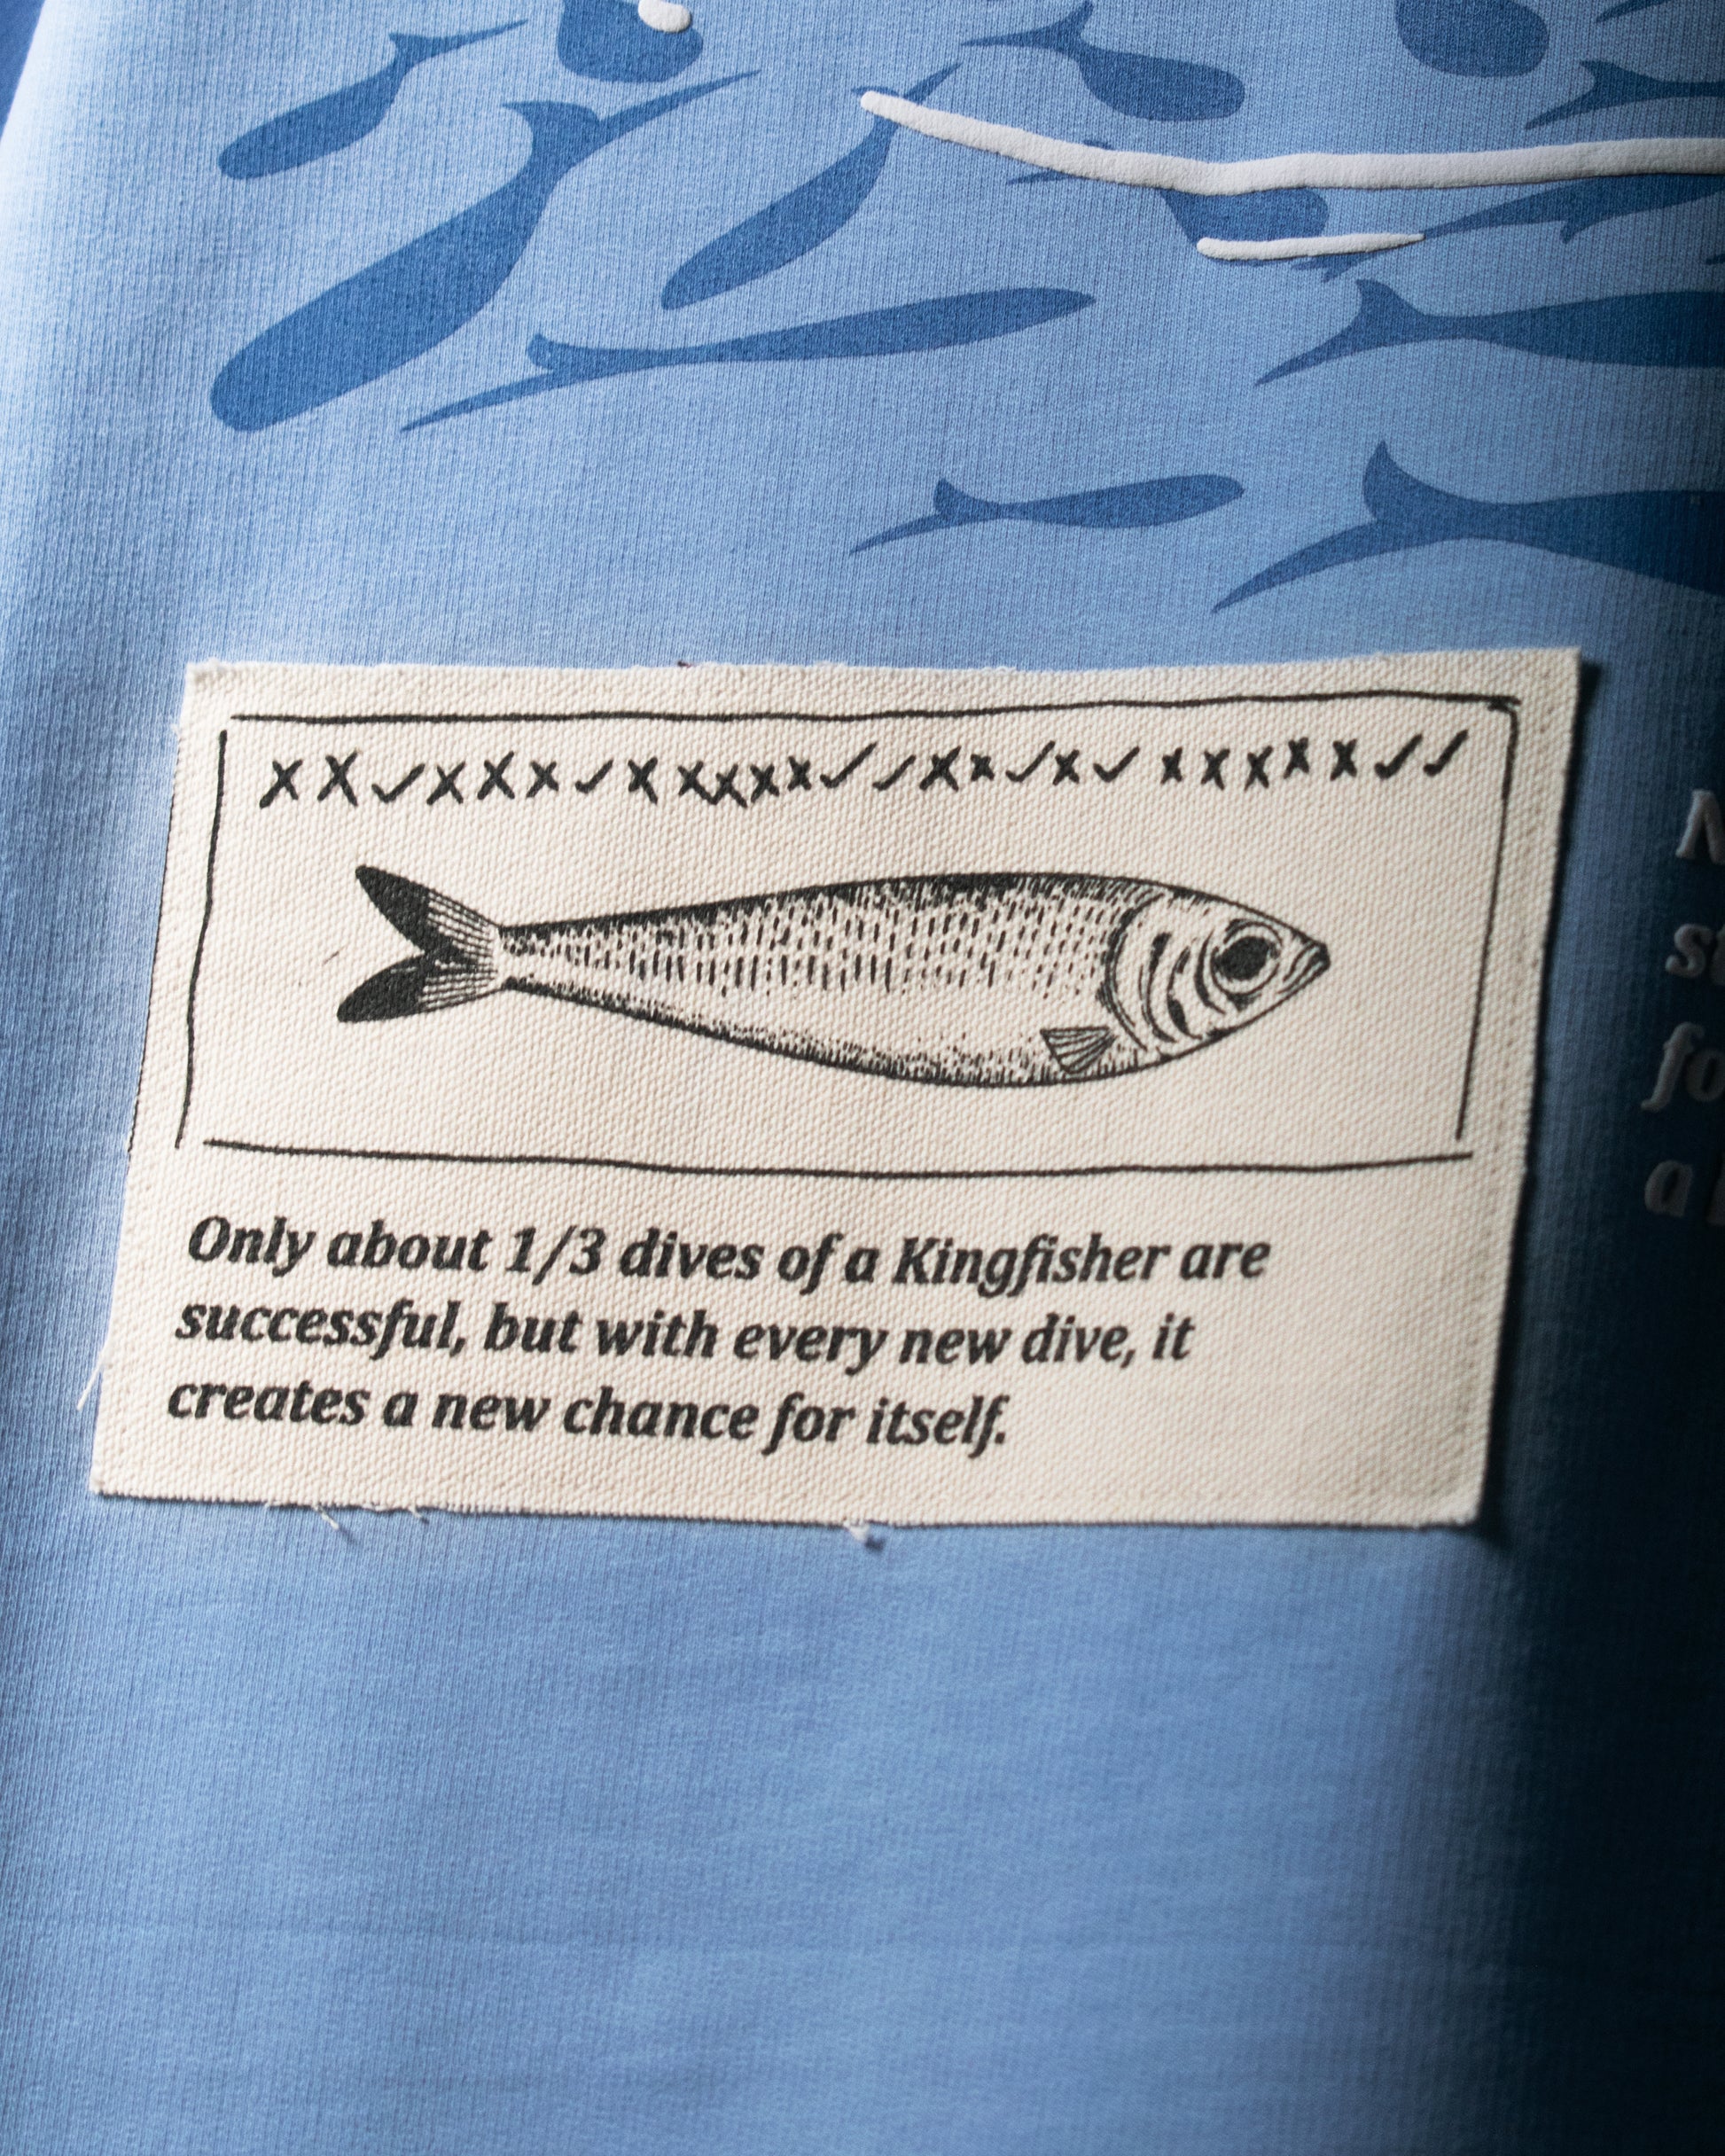 X X ✓ X X X ✓ X X X X X X ✓ ✓ X X ✓ X ✓ X X X X X ✓ ✓
Only about 1/3 dives of a Kingfisher are
successful, but with every new dive, it
creates a new chance for itself.